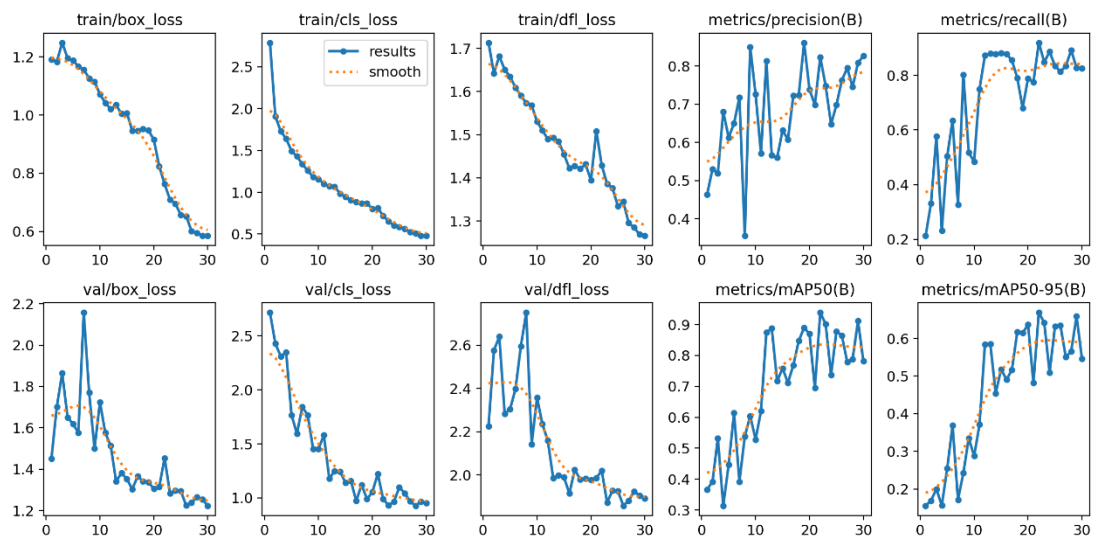 train/box_loss
train/cls_loss
train/dfl_loss
metrics/precision(B)
metrics/recall(B)
1.2
1.0
0.8
0.6
0 10 20 30
2.5
2.0
1.5
1.0
0.5
0 10 20 30
results
smooth
1.7
1.6
1.5
1.4
1.3
0 10 20 30
0.8
0.7
0.6
0.5
0.4
0 10 20 30
0.8
0.6
0.4
0.2
0 10 20 30
val/box_loss
val/cls_loss
val/dfl_loss
metrics/mAP50(B)
metrics/mAP50-95(B)
2.2
2.0
1.8
1.6
1.4
1.2
0 10 20 30
2.5
2.0
1.5
1.0
0 10 20 30
2.6
2.4
2.2
2.0
0 10 20 30
0.9
0.8
0.7
0.6
0.5
0.4
0.3
0 10 20 30
0.6
0.5
0.4
0.3
0.2
0 10 20 30